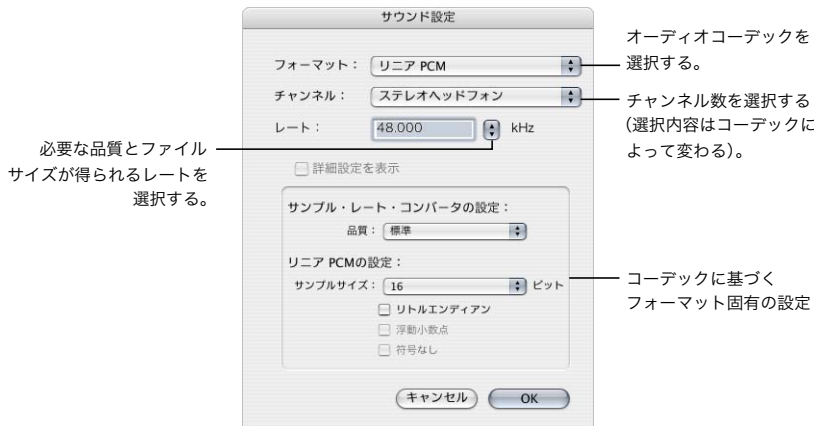 サウンド設定
フォーマット： リニア PCM
チャンネル： ステレオヘッドフォン
レート： 48.000 kHz
詳細設定を表示
サンプル・レート・コンバータの設定：
品質： 標準
リニア PCMの設定：
サンプルサイズ： 16 ビット
リトルエンディアン
浮動小数点
符号なし
キャンセル OK
オーディオコーデックを
選択する。
チャンネル数を選択する
（選択内容はコーデックに
よって変わる）。
必要な品質とファイル
サイズが得られるレートを
選択する。
コーデックに基づく
フォーマット固有の設定